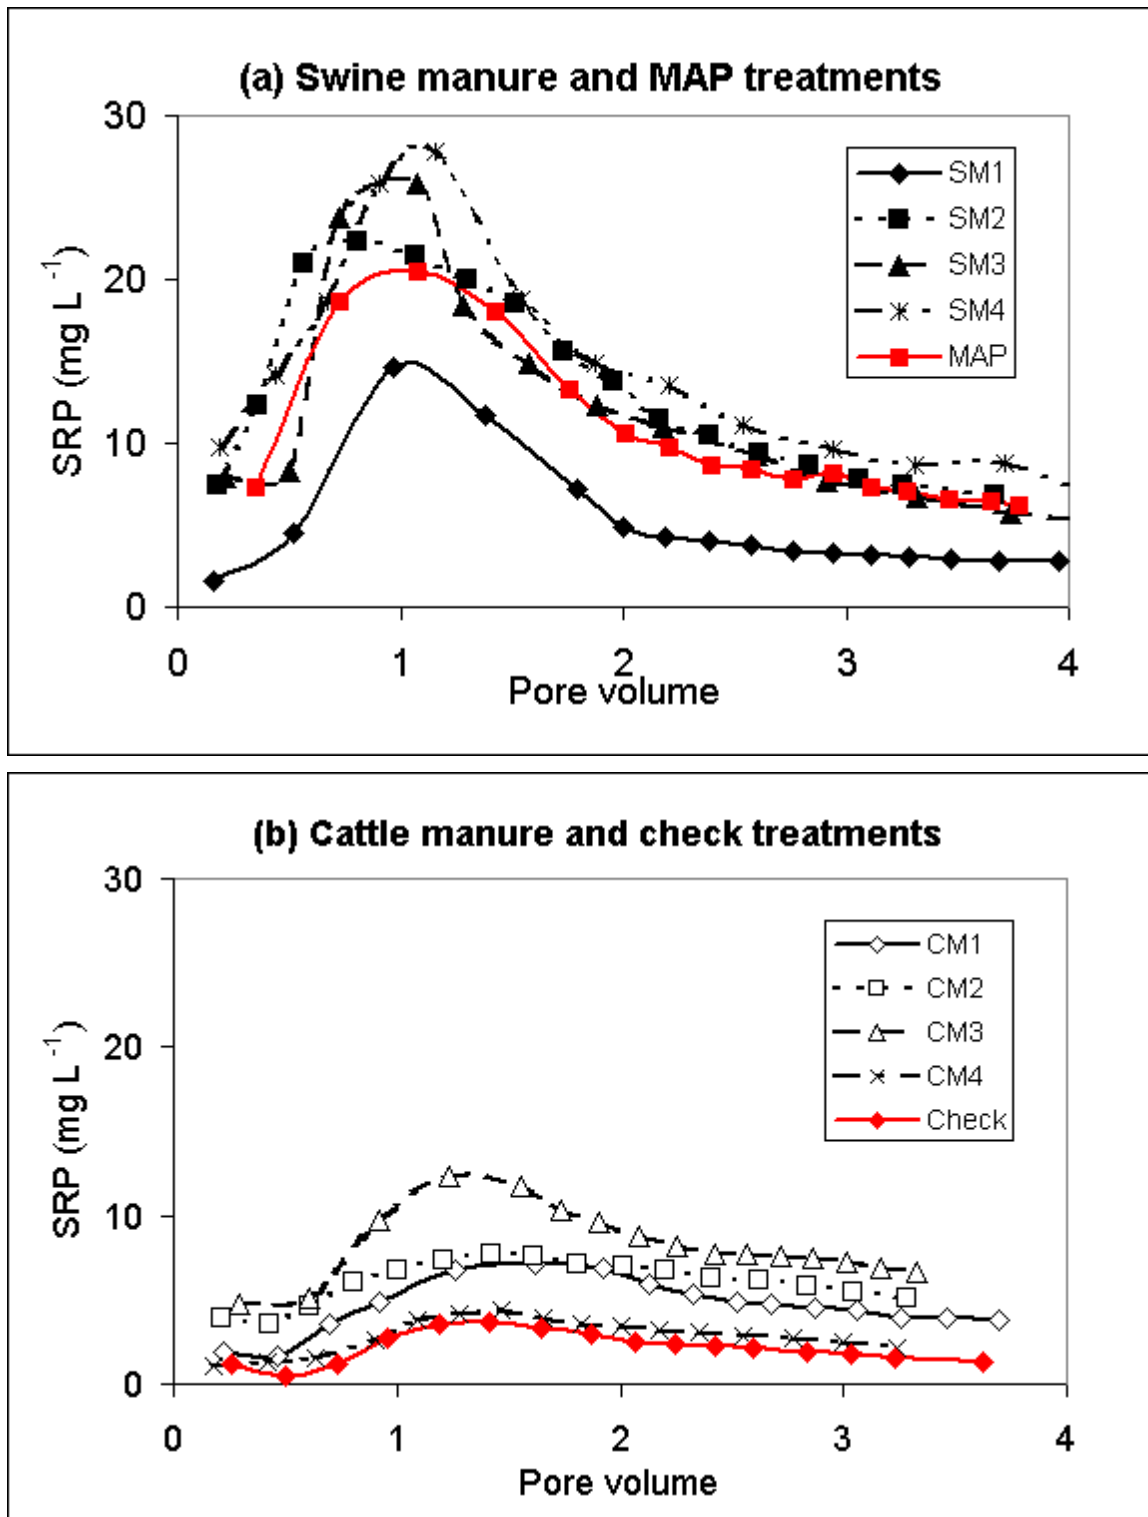 (a) Swine manure and MAP treatments
30
20
10
0
SRP (mg L -1)
0 1 2 3 4
Pore volume
SM1
SM2
SM3
SM4
MAP
(b) Cattle manure and check treatments
30
20
10
0
SRP (mg L -1)
0 1 2 3 4
Pore volume
CM1
CM2
CM3
CM4
Check